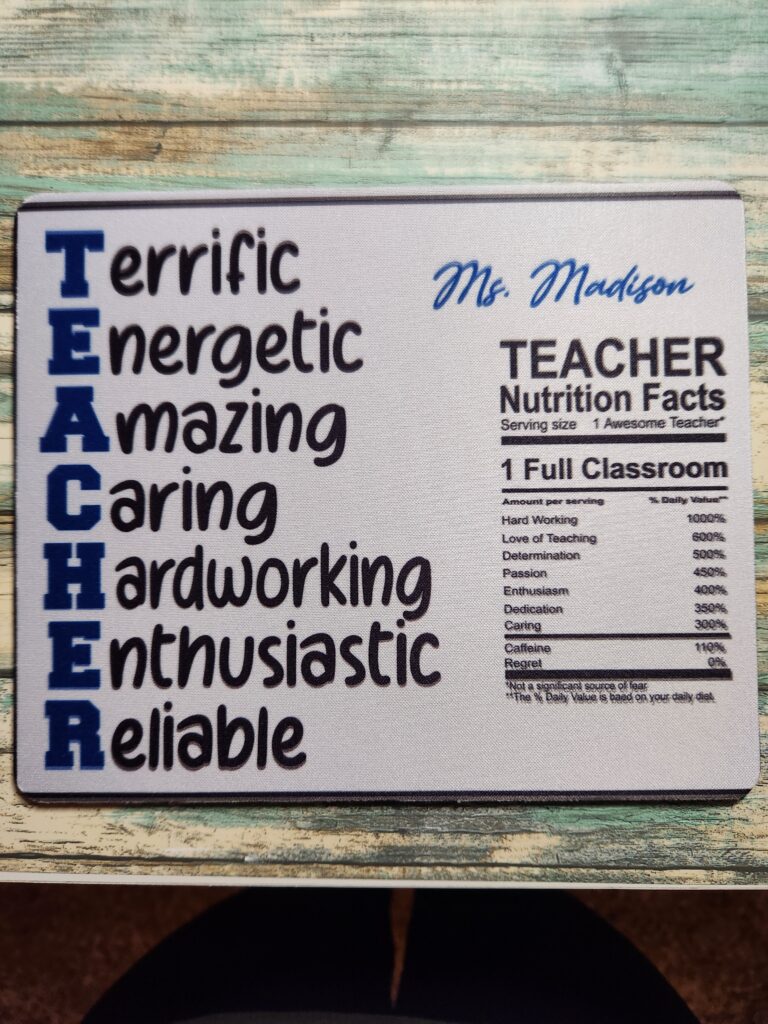 Terrific
Energetic
Amazing
Caring
Hardworking
Enthusiastic
Reliable
Ms. Madison
TEACHER
Nutrition Facts
Serving size 1 Awesome Teacher*
1 Full Classroom
Amount per serving % Daily Value**
Hard Working 1000%
Love of Teaching 600%
Determination 500%
Passion 450%
Enthusiasm 400%
Dedication 350%
Caring 300%
Caffeine 110%
Regret 0%
*Not a significant source of fear.
**The % Daily Value is baed on your daily diet.